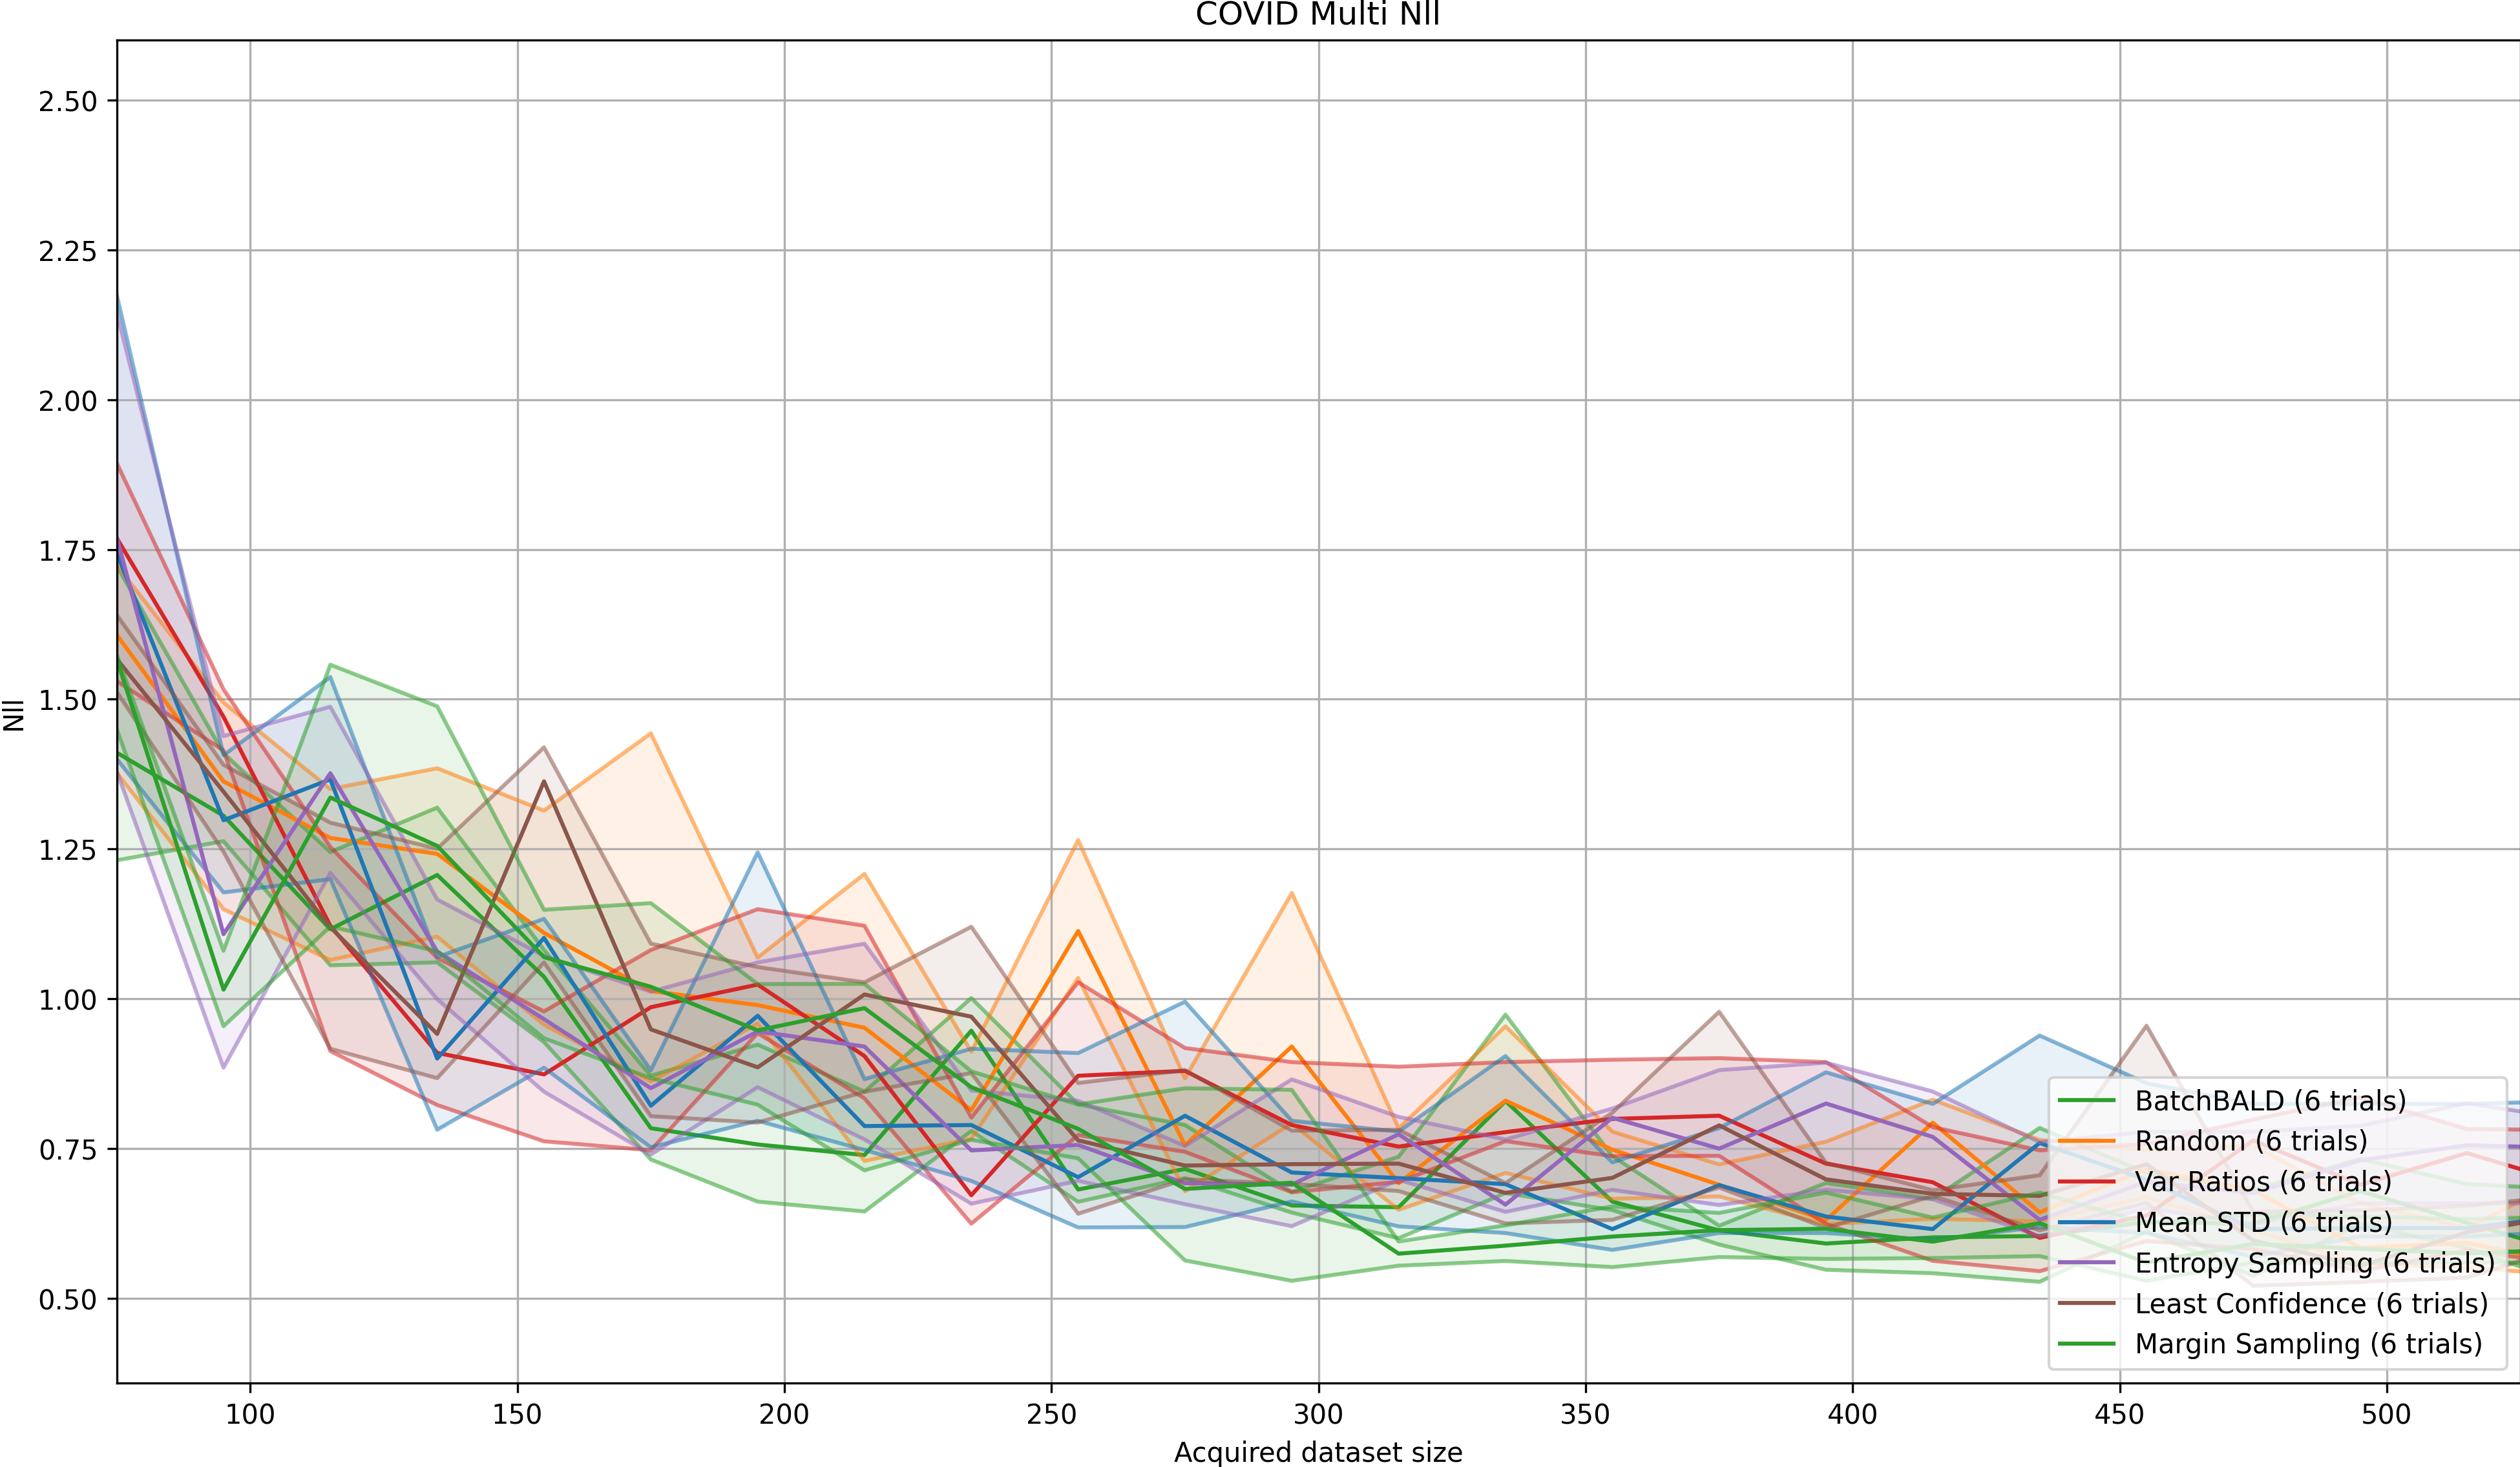 COVID Multi Nll
2.50
2.25
2.00
1.75
1.50
1.25
1.00
0.75
0.50
Nll
100
150
200
250
300
350
400
450
500
Acquired dataset size
BatchBALD (6 trials)
Random (6 trials)
Var Ratios (6 trials)
Mean STD (6 trials)
Entropy Sampling (6 trials)
Least Confidence (6 trials)
Margin Sampling (6 trials)